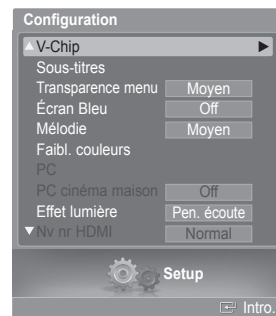 Configuration
V-Chip
Sous-titres
Transparence menu Moyen
Écran Bleu Off
Mélodie Moyen
Faibl. couleurs
PC
PC cinéma maison Off
Effet lumière Pen. écoute
Nv nr HDMI Normal
Setup
Intro.